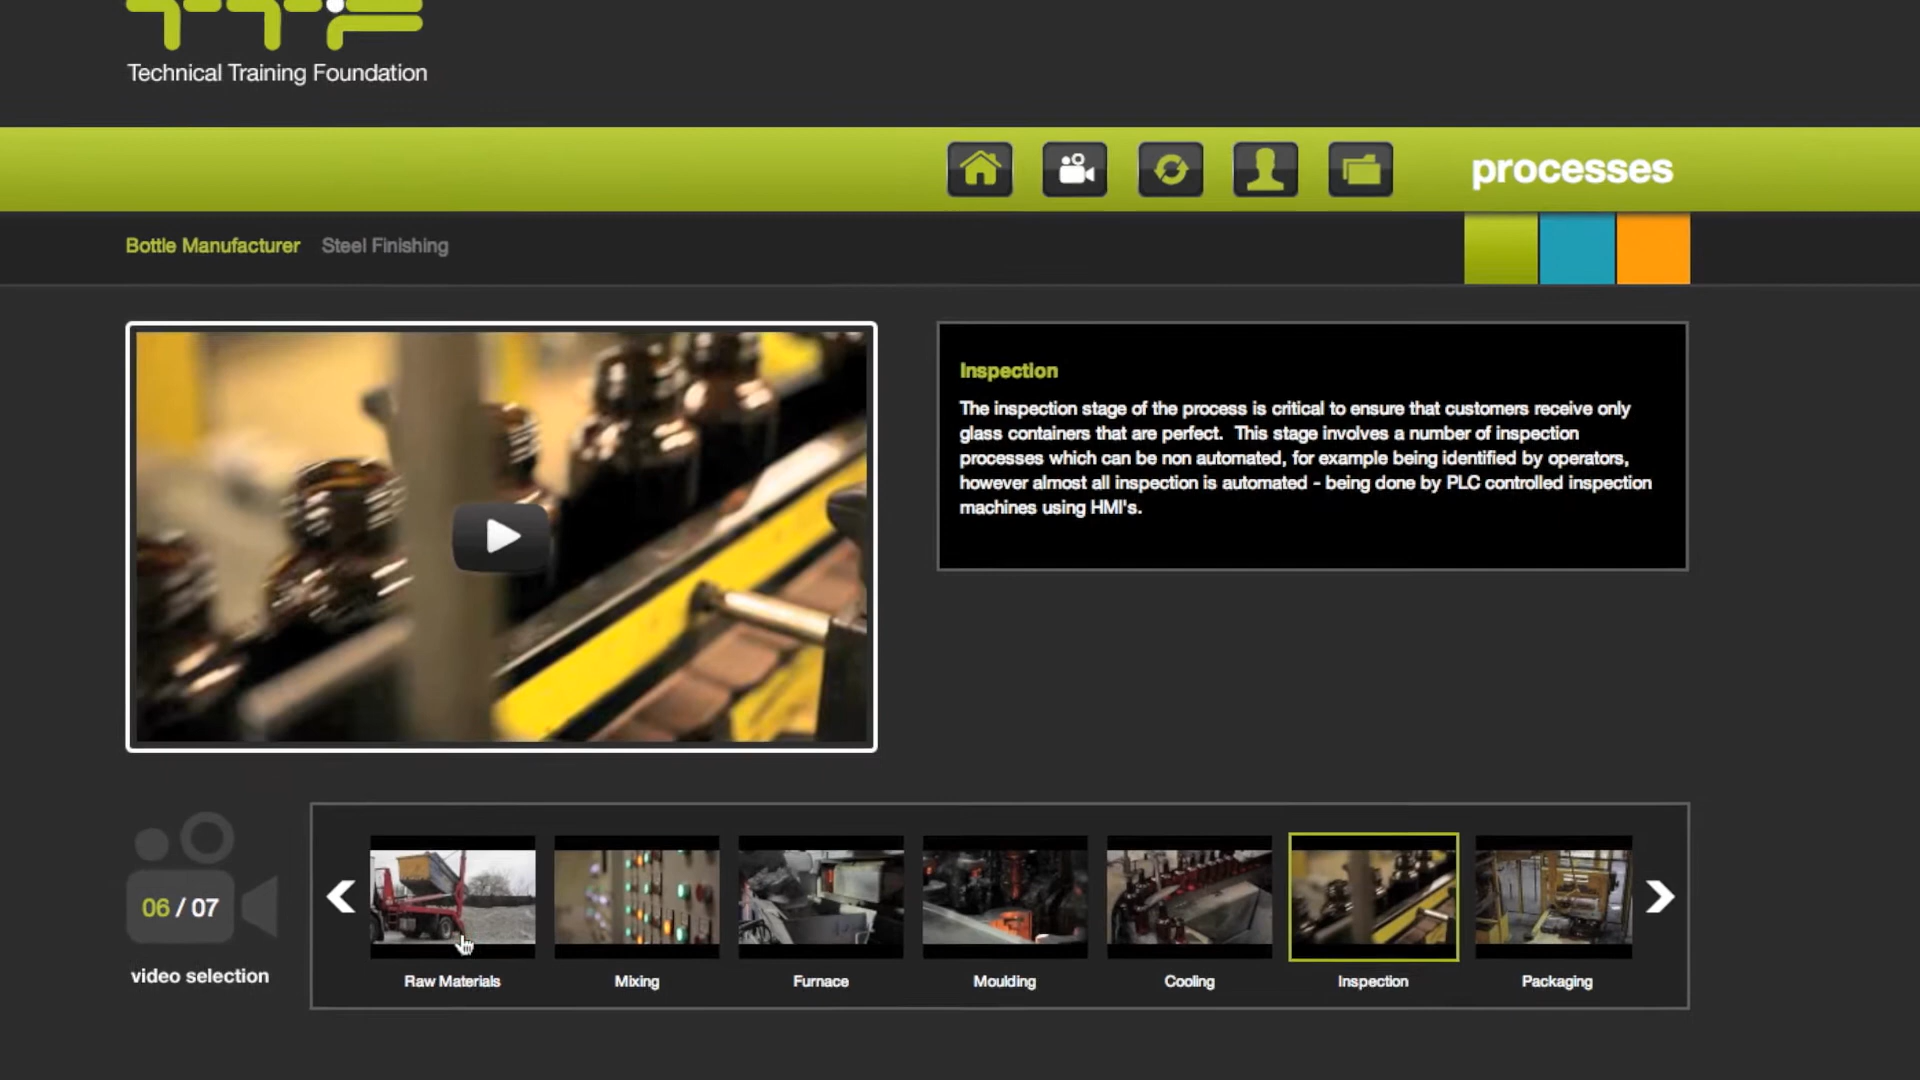 Technical Training Foundation
processes
Bottle Manufacturer Steel Finishing
Inspection
The inspection stage of the process is critical to ensure that customers receive only
glass containers that are perfect.  This stage involves a number of inspection
processes which can be non automated, for example being identified by operators,
however almost all inspection is automated - being done by PLC controlled inspection
machines using HMI's.
06 / 07
video selection
Raw Materials
Mixing
Furnace
Moulding
Cooling
Inspection
Packaging